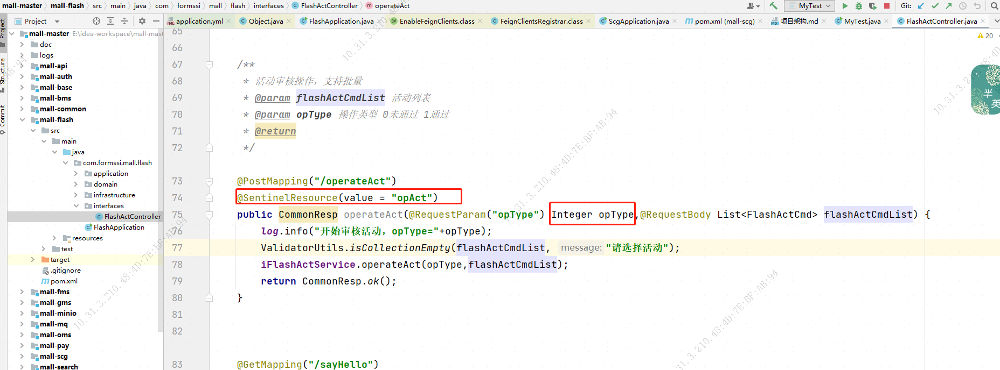 mall-master › mall-flash › src › main › java › com › formssi › mall › flash › interfaces › FlashActController › operateAct
MyTest
Git:
Project
application.yml
Object.java
FlashApplication.java
EnableFeignClients.class
FeignClientsRegistrar.class
ScgApplication.java
pom.xml (mall-scg)
项目架构.md
MyTest.java
FlashActController.java
Project
Structure
Commit
mall-master E:\idea-workspace\mall-mast
doc
logs
mall-api
mall-auth
mall-base
mall-bms
mall-common
mall-flash
src
main
java
com.formssi.mall.flash
application
domain
infrastructure
interfaces
FlashActController
FlashApplication
resources
test
target
.gitignore
pom.xml
mall-fms
mall-gms
mall-minio
mall-mq
mall-oms
mall-pay
mall-scg
mall-search
20
65
66
67 /**
68 * 活动审核操作，支持批量
69 * @param flashActCmdList 活动列表
70 * @param opType 操作类型 0未通过 1通过
71 * @return
72 */
73 @PostMapping("/operateAct")
74 @SentinelResource(value = "opAct")
75 public CommonResp operateAct(@RequestParam("opType") Integer opType,@RequestBody List<FlashActCmd> flashActCmdList) {
76 log.info("开始审核活动，opType="+opType);
77 ValidatorUtils.isCollectionEmpty(flashActCmdList, message: "请选择活动");
78 iFlashActService.operateAct(opType,flashActCmdList);
79 return CommonResp.ok();
80 }
81
82
83 @GetMapping("/sayHello")
半
英
10.31.3.210,48:4D:7E:BF:AB:94